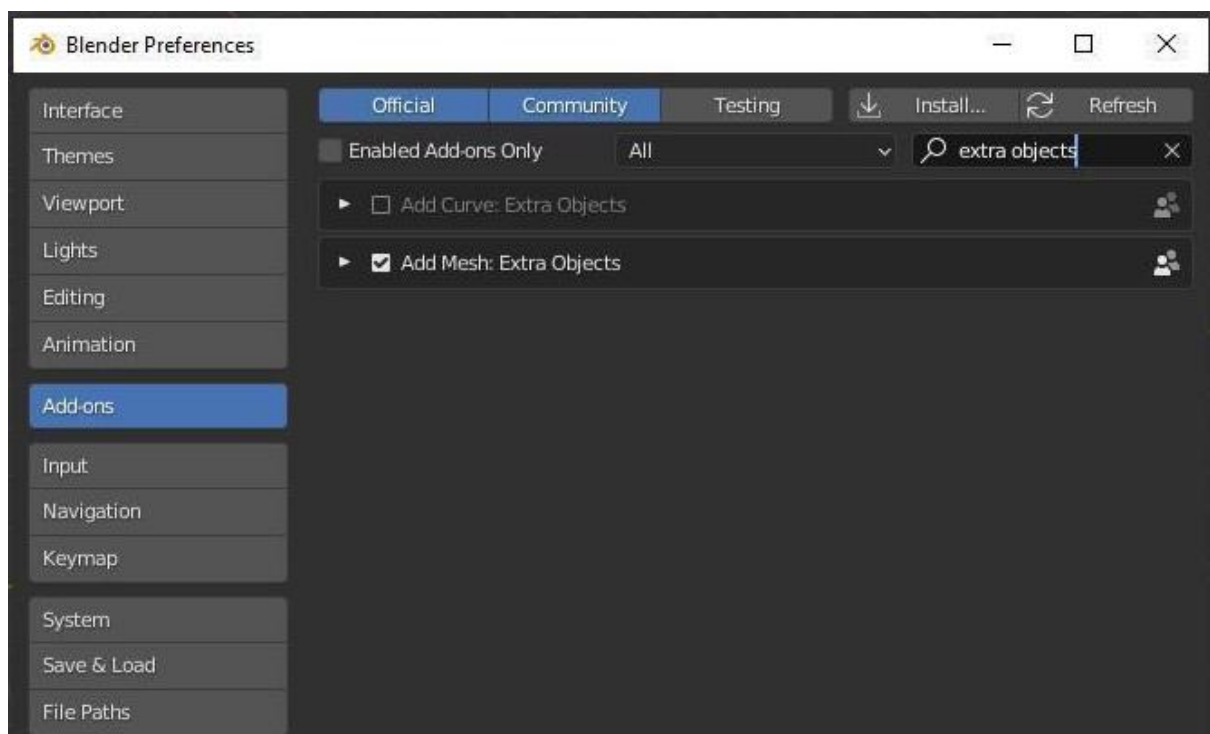 Blender Preferences
Interface
Themes
Viewport
Lights
Editing
Animation
Add-ons
Input
Navigation
Keymap
System
Save & Load
File Paths
Official Community Testing Install... Refresh
Enabled Add-ons Only All extra objects
Add Curve: Extra Objects
Add Mesh: Extra Objects